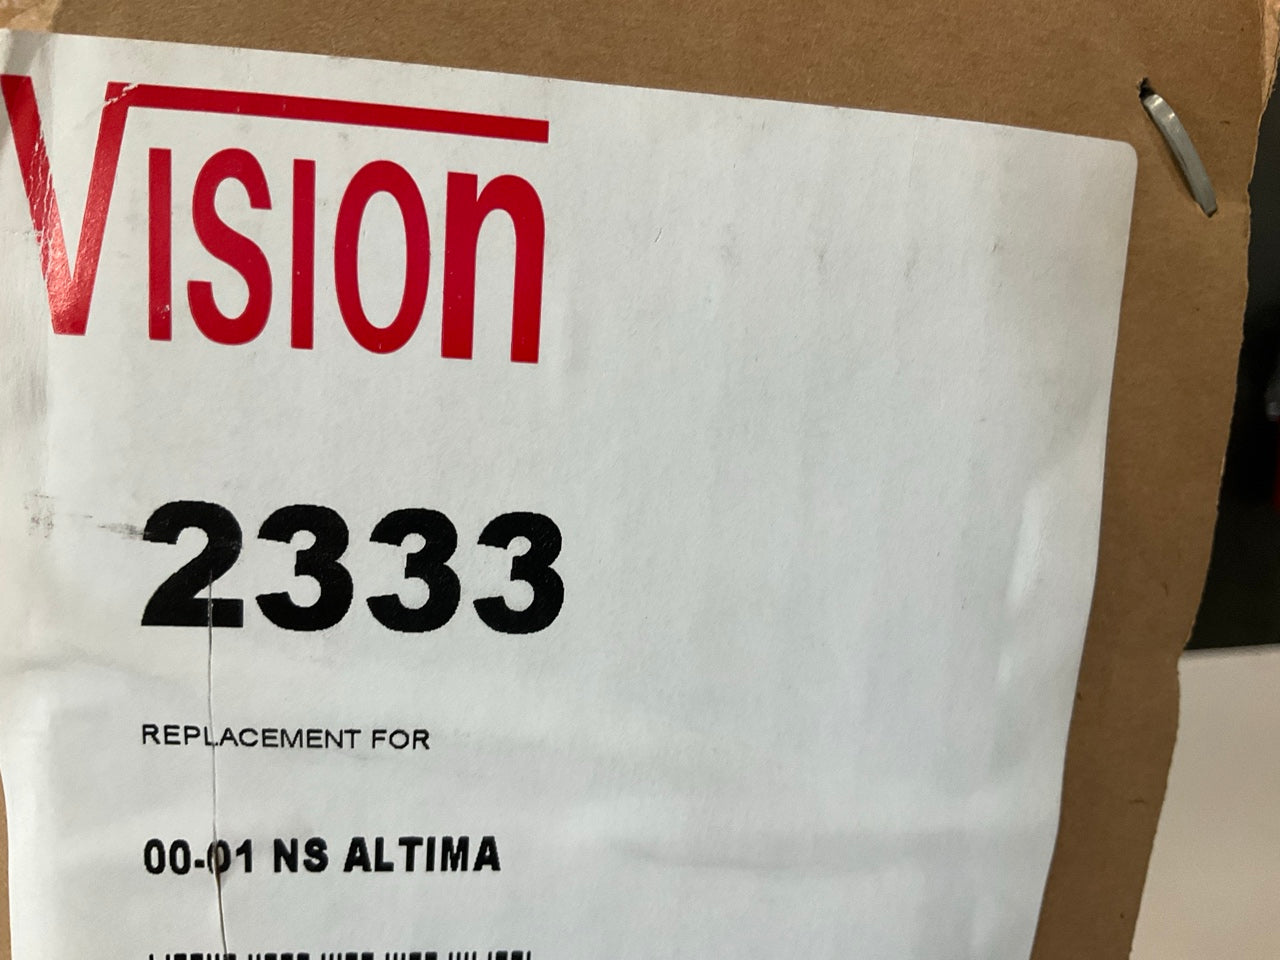 Vision
2333
REPLACEMENT FOR
00-01 NS ALTIMA